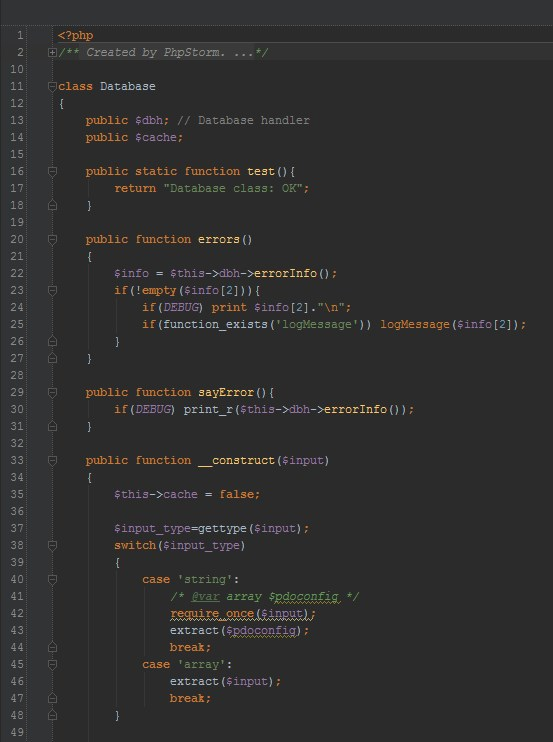 1 <?php
2 /** Created by PhpStorm. ...*/
10
11 class Database
12 {
13     public $dbh; // Database handler
14     public $cache;
15
16     public static function test(){
17         return "Database class: OK";
18     }
19
20     public function errors()
21     {
22         $info = $this->dbh->errorInfo();
23         if(!empty($info[2])){
24             if(DEBUG) print $info[2]."\n";
25             if(function_exists('logMessage')) logMessage($info[2]);
26         }
27     }
28
29     public function sayError(){
30         if(DEBUG) print_r($this->dbh->errorInfo());
31     }
32
33     public function __construct($input)
34     {
35         $this->cache = false;
36
37         $input_type=gettype($input);
38         switch($input_type)
39         {
40             case 'string':
41                 /* @var array $pdoconfig */
42                 require_once($input);
43                 extract($pdoconfig);
44                 break;
45             case 'array':
46                 extract($input);
47                 break;
48         }
49